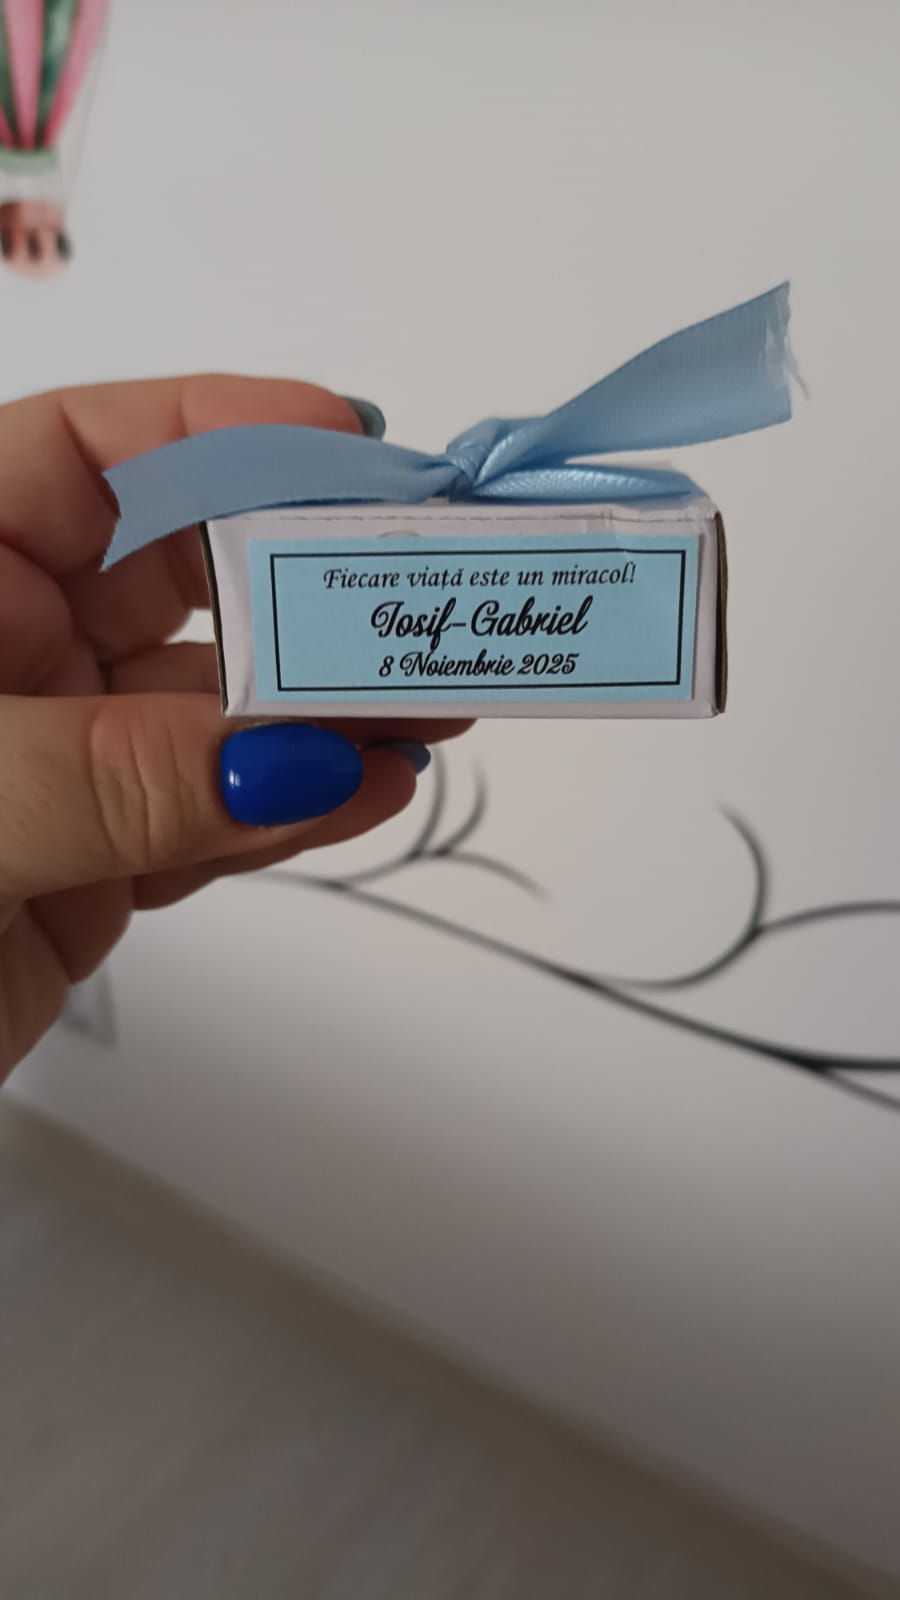 Fiecare viață este un miracol!
Iosif-Gabriel
8 Noiembrie 2025